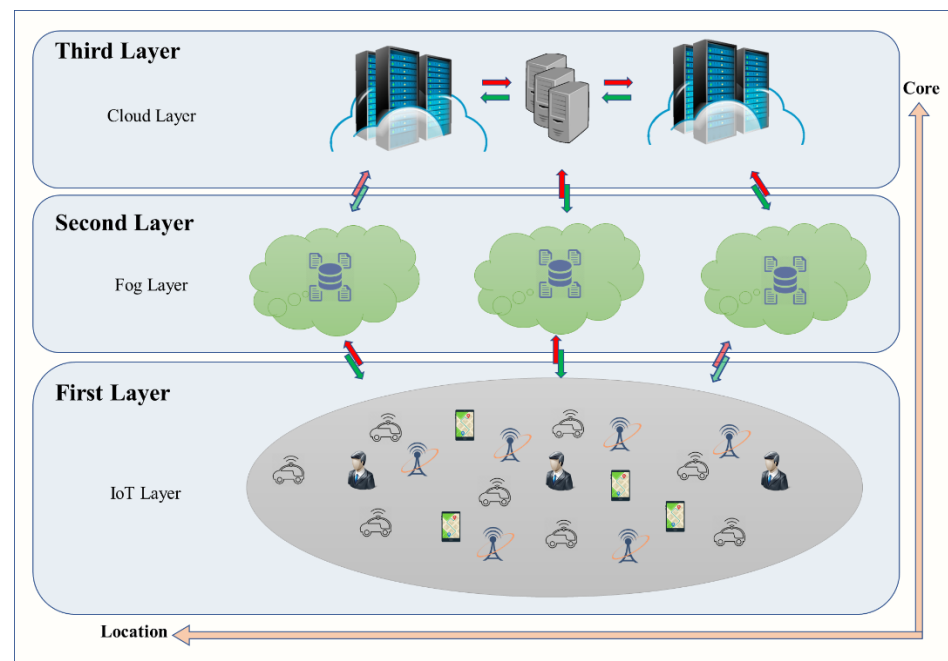 Third Layer
Cloud Layer
Core
Second Layer
Fog Layer
First Layer
IoT Layer
Location